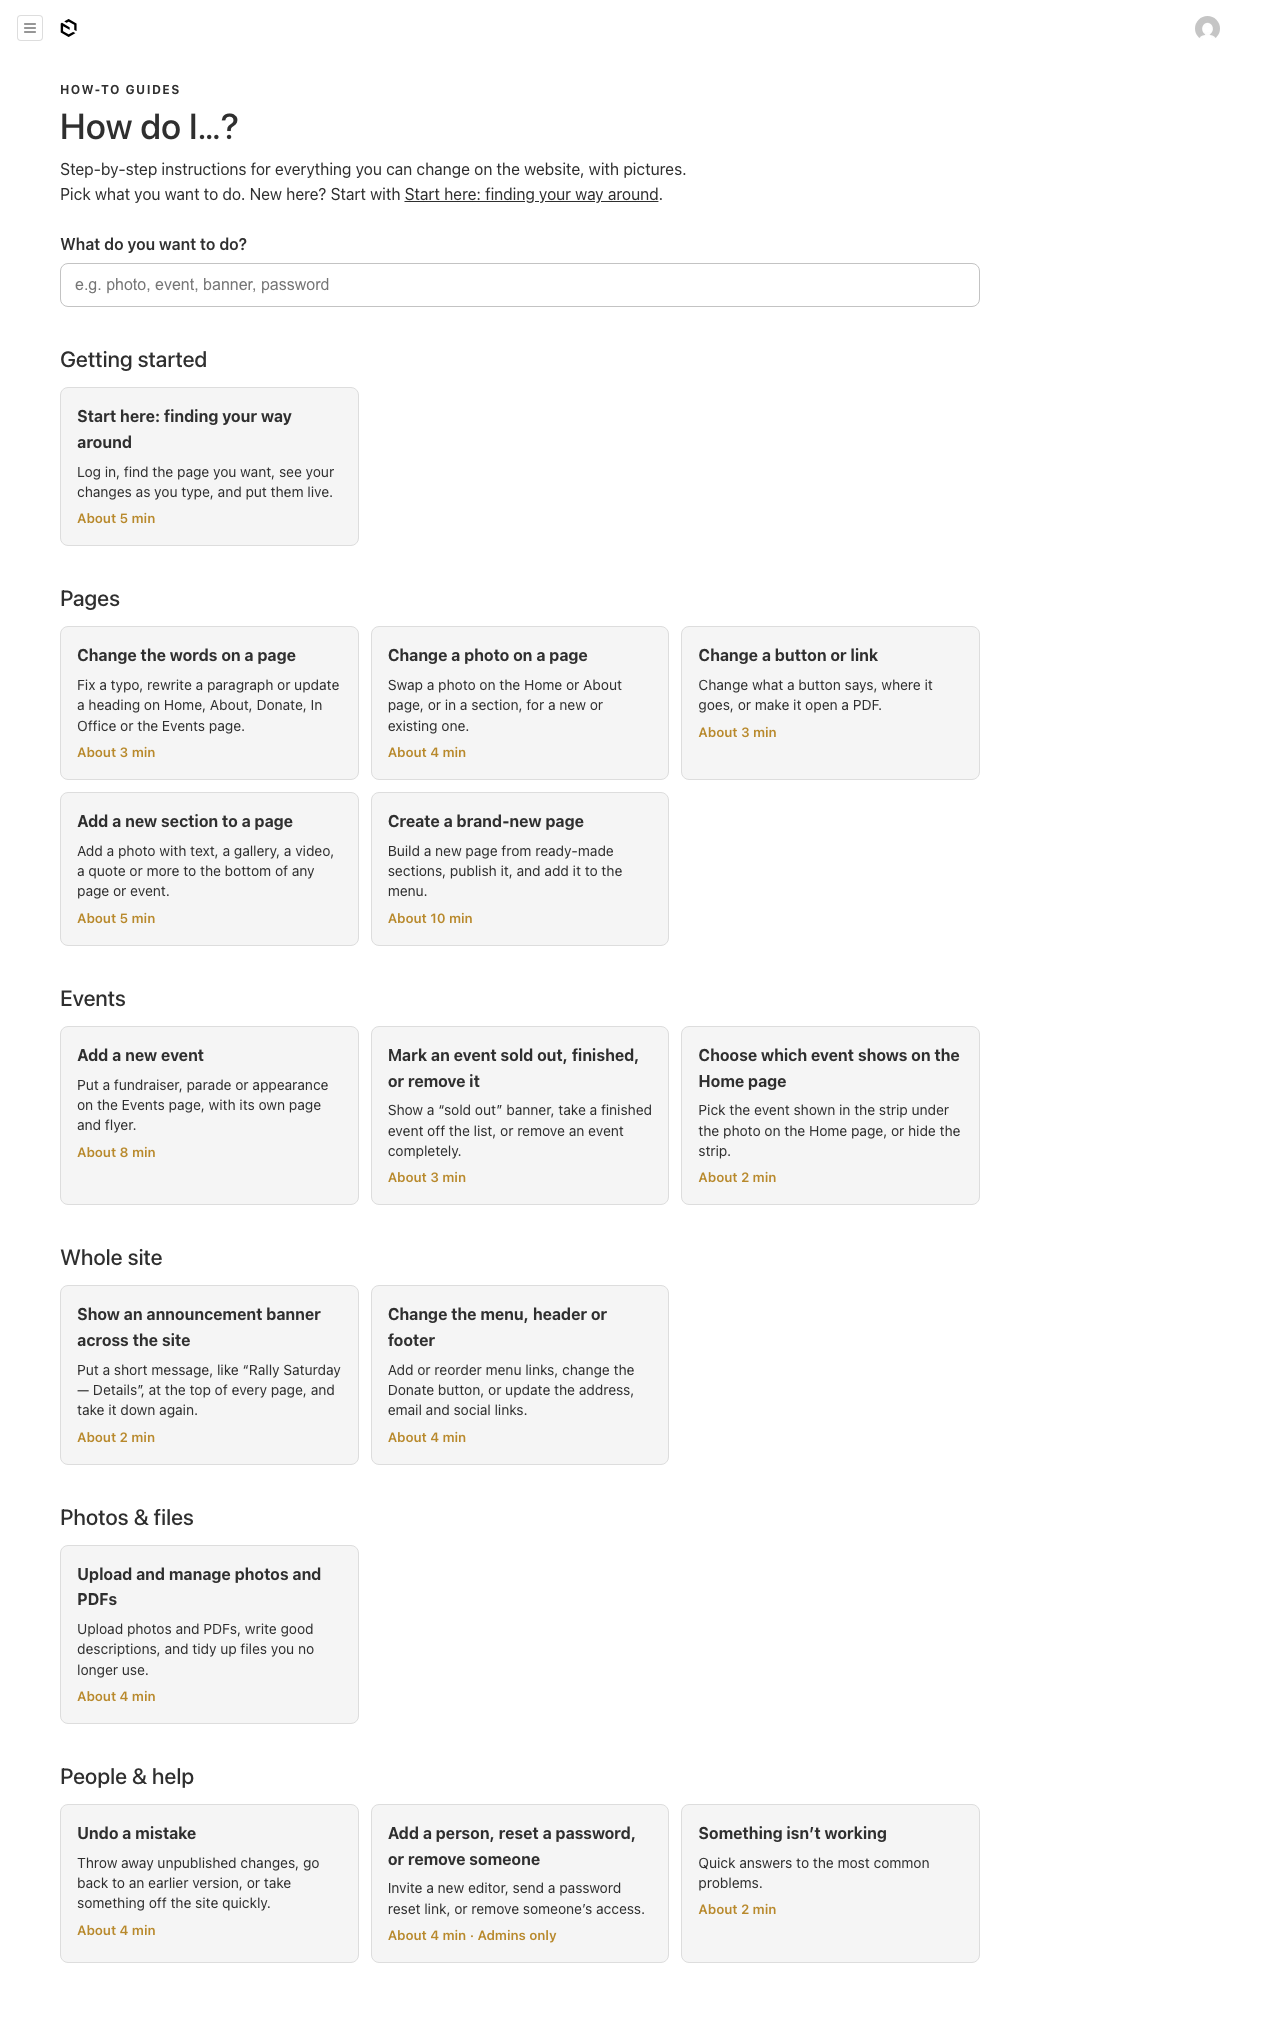 HOW-TO GUIDES
How do I...?
Step-by-step instructions for everything you can change on the website, with pictures.
Pick what you want to do. New here? Start with Start here: finding your way around.
What do you want to do?
e.g. photo, event, banner, password
Getting started
Start here: finding your way
around
Log in, find the page you want, see your
changes as you type, and put them live.
About 5 min
Pages
Change the words on a page
Fix a typo, rewrite a paragraph or update
a heading on Home, About, Donate, In
Office or the Events page.
About 3 min
Change a photo on a page
Swap a photo on the Home or About
page, or in a section, for a new or
existing one.
About 4 min
Change a button or link
Change what a button says, where it
goes, or make it open a PDF.
About 3 min
Add a new section to a page
Add a photo with text, a gallery, a video,
a quote or more to the bottom of any
page or event.
About 5 min
Create a brand-new page
Build a new page from ready-made
sections, publish it, and add it to the
menu.
About 10 min
Events
Add a new event
Put a fundraiser, parade or appearance
on the Events page, with its own page
and flyer.
About 8 min
Mark an event sold out, finished,
or remove it
Show a “sold out” banner, take a finished
event off the list, or remove an event
completely.
About 3 min
Choose which event shows on the
Home page
Pick the event shown in the strip under
the photo on the Home page, or hide the
strip.
About 2 min
Whole site
Show an announcement banner
across the site
Put a short message, like “Rally Saturday
— Details”, at the top of every page, and
take it down again.
About 2 min
Change the menu, header or
footer
Add or reorder menu links, change the
Donate button, or update the address,
email and social links.
About 4 min
Photos & files
Upload and manage photos and
PDFs
Upload photos and PDFs, write good
descriptions, and tidy up files you no
longer use.
About 4 min
People & help
Undo a mistake
Throw away unpublished changes, go
back to an earlier version, or take
something off the site quickly.
About 4 min
Add a person, reset a password,
or remove someone
Invite a new editor, send a password
reset link, or remove someone’s access.
About 4 min · Admins only
Something isn’t working
Quick answers to the most common
problems.
About 2 min